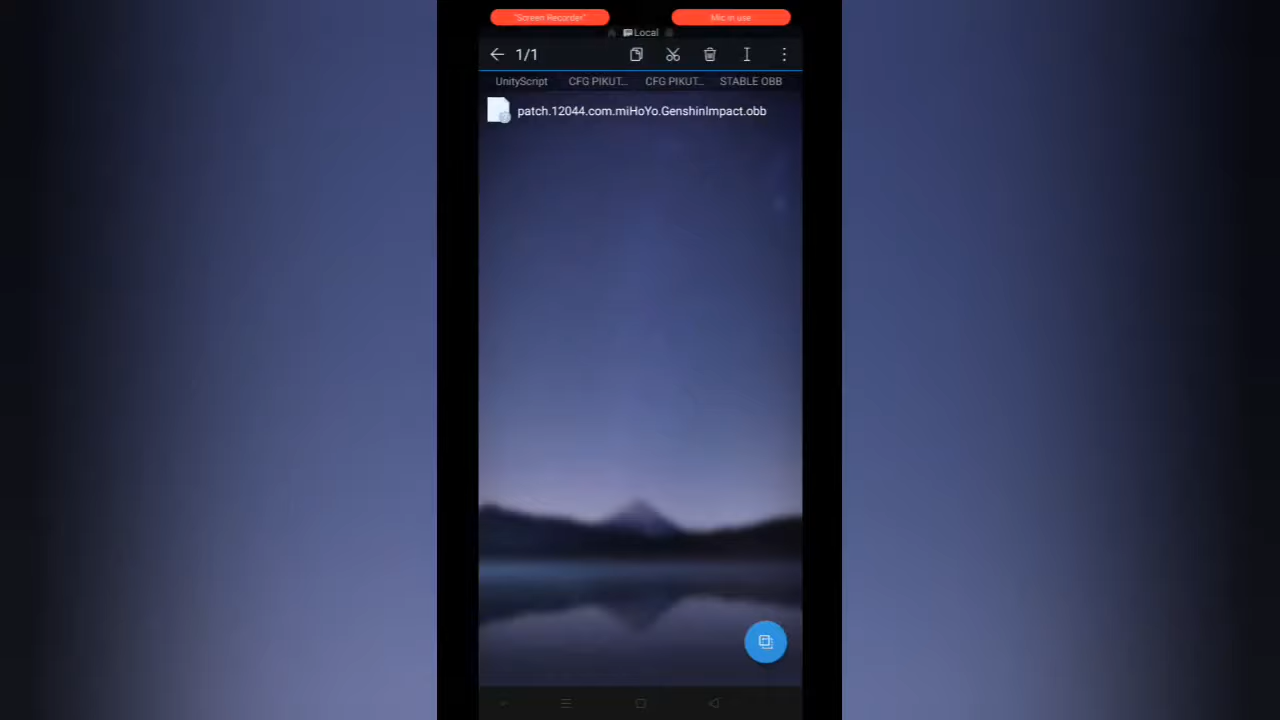 "Screen Recorder" Mic in use
Local
1/1
UnityScript CFG PIKUT... CFG PIKUT... STABLE OBB
patch.12044.com.miHoYo.GenshinImpact.obb